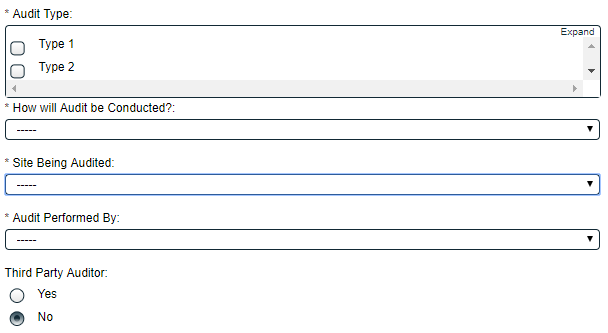 * Audit Type:
Expand
Type 1
Type 2
* How will Audit be Conducted?:
-----
* Site Being Audited:
-----
* Audit Performed By:
-----
Third Party Auditor:
Yes
No